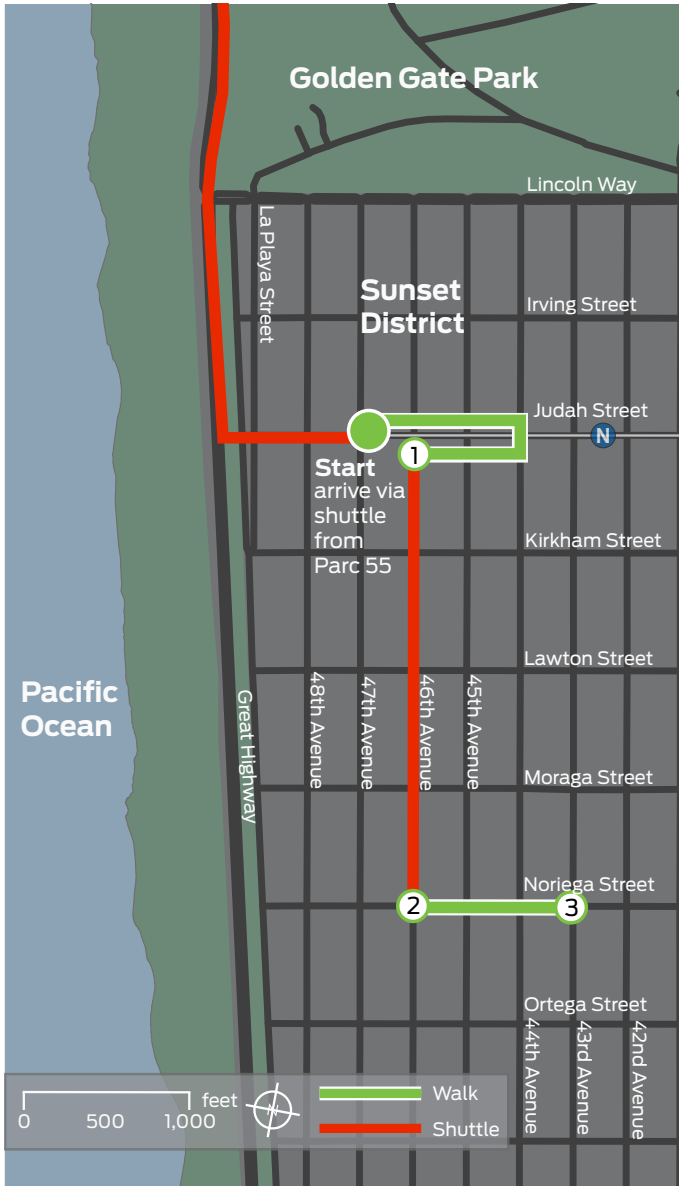 Golden Gate Park
Lincoln Way
La Playa Street
Sunset
District
Irving Street
Judah Street
N
1
Start
arrive via
shuttle
from
Parc 55
Kirkham Street
Lawton Street
Pacific
Ocean
Great Highway
48th Avenue
47th Avenue
46th Avenue
45th Avenue
Moraga Street
Noriega Street
2
3
Ortega Street
44th Avenue
43rd Avenue
42nd Avenue
feet
0
500
1,000
N
Walk
Shuttle